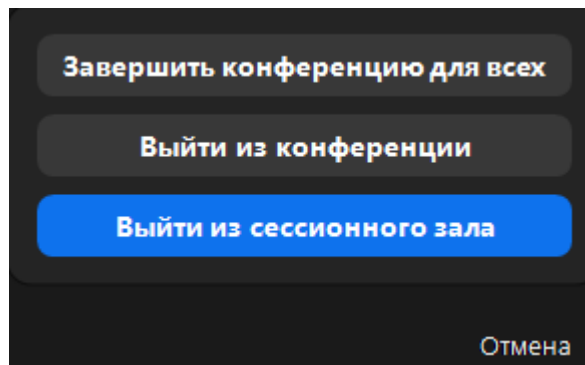 Завершить конференцию для всех
Выйти из конференции
Выйти из сессионного зала
Отмена